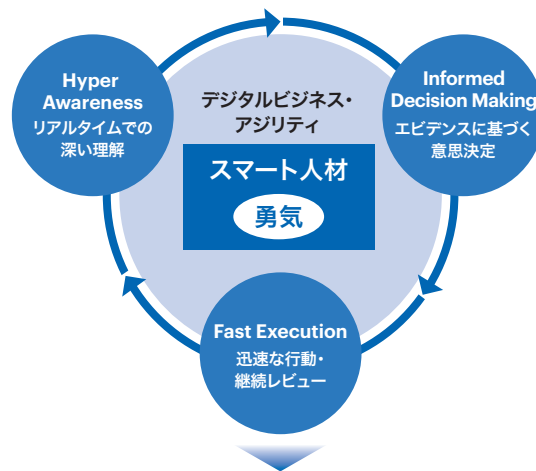 Hyper
Awareness
リアルタイムでの
深い理解
デジタルビジネス・
アジリティ
スマート人材
勇気
Informed
Decision Making
エビデンスに基づく
意思決定
Fast Execution
迅速な行動・
継続レビュー